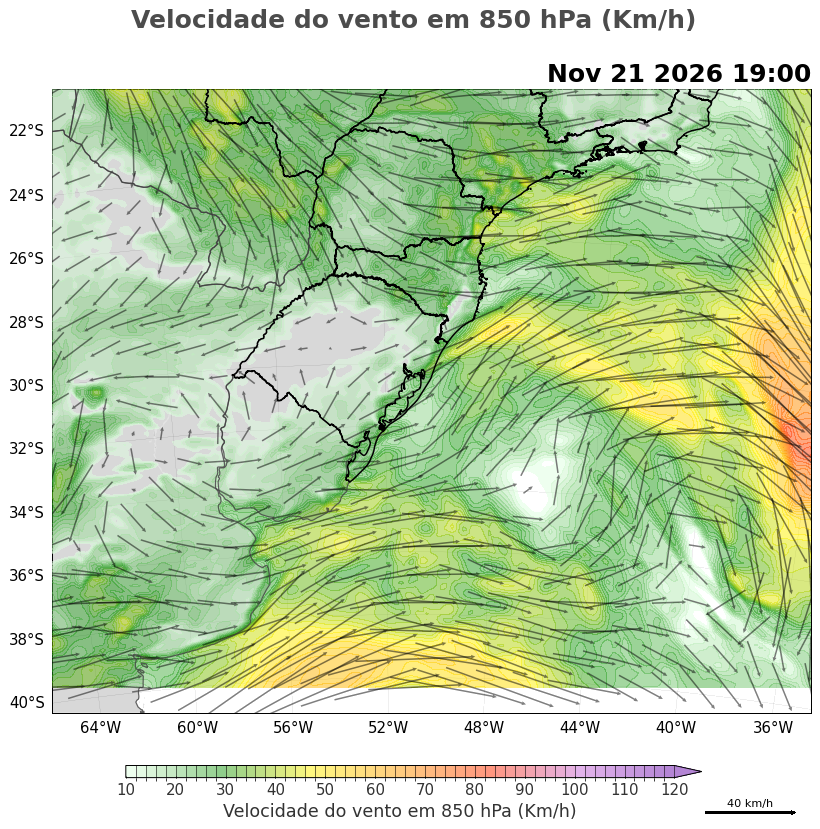 Velocidade do vento em 850 hPa (Km/h)
Nov 21 2026 19:00
22°S
24°S
26°S
28°S
30°S
32°S
34°S
36°S
38°S
40°S
64°W 60°W 56°W 52°W 48°W 44°W 40°W 36°W
10 20 30 40 50 60 70 80 90 100 110 120
Velocidade do vento em 850 hPa (Km/h)
40 km/h